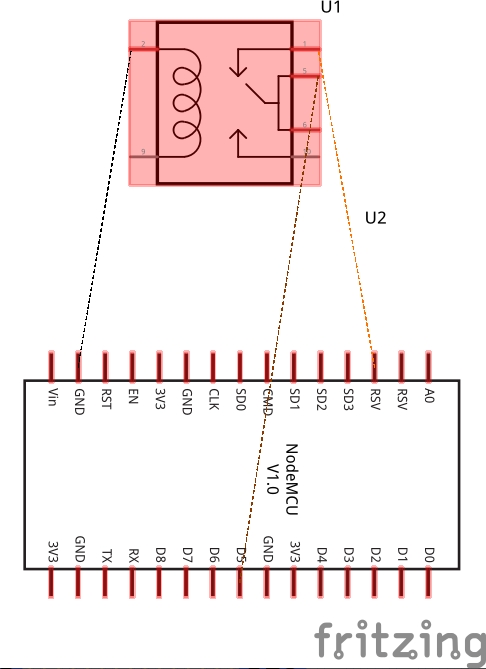 U1
2
1
5
6
9
10
U2
Vin
GND
RST
EN
3V3
GND
CLK
SD0
CMD
SD1
SD2
SD3
RSV
RSV
A0
NodeMCU
V1.0
3V3
GND
TX
RX
D8
D7
D6
D5
GND
3V3
D4
D3
D2
D1
D0
fritzing